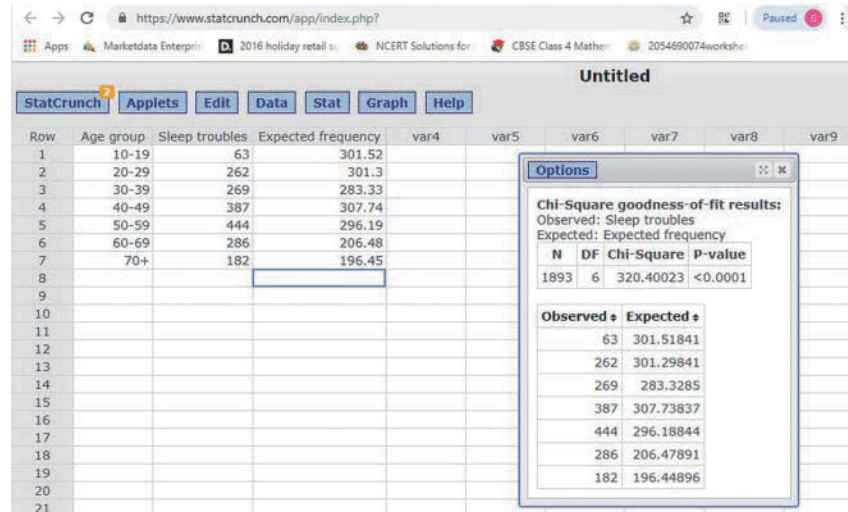 https://www.statcrunch.com/app/index.php?
Paused S
Apps Marketdata Enterpri 2016 holiday retail s NCERT Solutions for CBSE Class 4 Mathem 2054690074workshe
Untitled
StatCrunch 2 Applets Edit Data Stat Graph Help
Row Age group Sleep troubles Expected frequency var4 var5 var6 var7 var8 var9
1 10-19 63 301.52
2 20-29 262 301.3
3 30-39 269 283.33
4 40-49 387 307.74
5 50-59 444 296.19
6 60-69 286 206.48
7 70+ 182 196.45
8
9
10
11
12
13
14
15
16
17
18
19
20
21
Options
Chi-Square goodness-of-fit results:
Observed: Sleep troubles
Expected: Expected frequency
N DF Chi-Square P-value
1893 6 320.40023 <0.0001
Observed Expected
63 301.51841
262 301.29841
269 283.3285
387 307.73837
444 296.18844
286 206.47891
182 196.44896